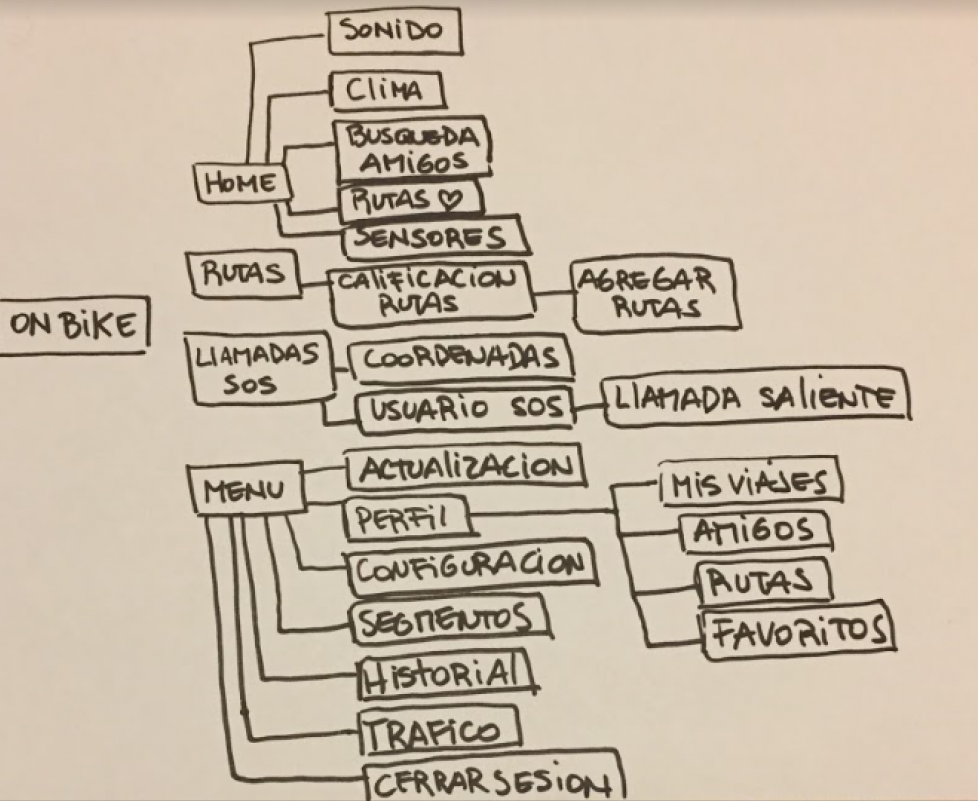 SONIDO
CLIMA
BUSQUEDA
AMIGOS
HOME
RUTAS ♡
SENSORES
RUTAS
CALIFICACION
RUTAS
AGREGAR
RUTAS
ON BIKE
LLAMADAS
SOS
COORDENADAS
USUARIO SOS
LLAMADA SALIENTE
MENU
ACTUALIZACION
PERFIL
MIS VIAJES
AMIGOS
RUTAS
FAVORITOS
CONFIGURACION
SEGMENTOS
HISTORIAL
TRAFICO
CERRAR SESION